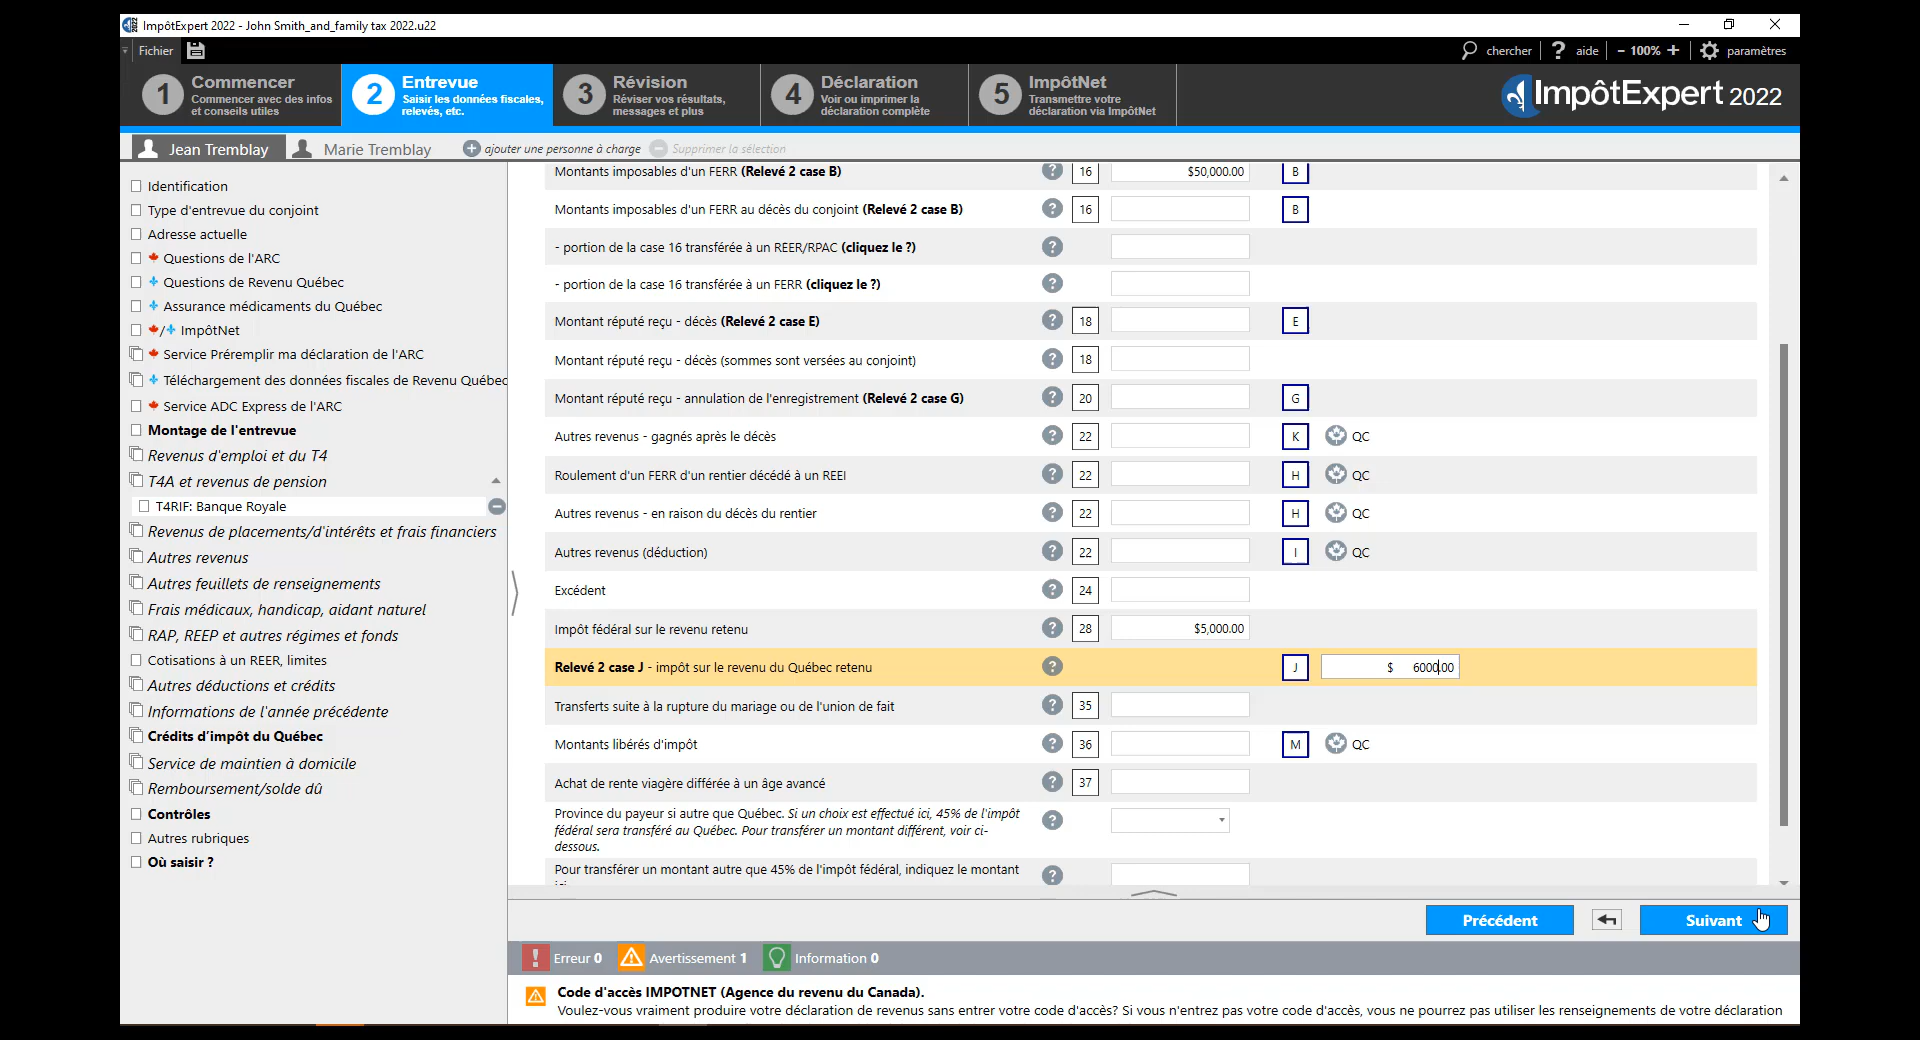 ImpôtExpert 2022 - John Smith_and_family tax 2022.u22
Fichier
chercher
? aide
− 100% +
paramètres
1 Commencer
Commencer avec des infos
et conseils utiles
2 Entrevue
Saisir les données fiscales,
relevés, etc.
3 Révision
Réviser vos résultats,
messages et plus
4 Déclaration
Voir ou imprimer la
déclaration complète
5 ImpôtNet
Transmettre votre
déclaration via ImpôtNet
ImpôtExpert 2022
Jean Tremblay
Marie Tremblay
ajouter une personne à charge
Supprimer la sélection
Identification
Type d'entrevue du conjoint
Adresse actuelle
Questions de l'ARC
Questions de Revenu Québec
Assurance médicaments du Québec
/ ImpôtNet
Service Préremplir ma déclaration de l'ARC
Téléchargement des données fiscales de Revenu Québec
Service ADC Express de l'ARC
Montage de l'entrevue
Revenus d'emploi et du T4
T4A et revenus de pension
T4RIF: Banque Royale
Revenus de placements/d'intérêts et frais financiers
Autres revenus
Autres feuillets de renseignements
Frais médicaux, handicap, aidant naturel
RAP, REEP et autres régimes et fonds
Cotisations à un REER, limites
Autres déductions et crédits
Informations de l'année précédente
Crédits d'impôt du Québec
Service de maintien à domicile
Remboursement/solde dû
Contrôles
Autres rubriques
Où saisir ?
Montants imposables d'un FERR (Relevé 2 case B) ? 16 $50,000.00 B
Montants imposables d'un FERR au décès du conjoint (Relevé 2 case B) ? 16 B
- portion de la case 16 transférée à un REER/RPAC (cliquez le ?) ?
- portion de la case 16 transférée à un FERR (cliquez le ?) ?
Montant réputé reçu - décès (Relevé 2 case E) ? 18 E
Montant réputé reçu - décès (sommes sont versées au conjoint) ? 18
Montant réputé reçu - annulation de l'enregistrement (Relevé 2 case G) ? 20 G
Autres revenus - gagnés après le décès ? 22 K QC
Roulement d'un FERR d'un rentier décédé à un REEI ? 22 H QC
Autres revenus - en raison du décès du rentier ? 22 H QC
Autres revenus (déduction) ? 22 I QC
Excédent ? 24
Impôt fédéral sur le revenu retenu ? 28 $5,000.00
Relevé 2 case J - impôt sur le revenu du Québec retenu ? J $ 6000.00
Transferts suite à la rupture du mariage ou de l'union de fait ? 35
Montants libérés d'impôt ? 36 M QC
Achat de rente viagère différée à un âge avancé ? 37
Province du payeur si autre que Québec. Si un choix est effectué ici, 45% de l'impôt
fédéral sera transféré au Québec. Pour transférer un montant différent, voir ci-
dessous. ?
Pour transférer un montant autre que 45% de l'impôt fédéral, indiquez le montant ?
Précédent
Suivant
Erreur 0
Avertissement 1
Information 0
Code d'accès IMPOTNET (Agence du revenu du Canada).
Voulez-vous vraiment produire votre déclaration de revenus sans entrer votre code d'accès? Si vous n'entrez pas votre code d'accès, vous ne pourrez pas utiliser les renseignements de votre déclaration